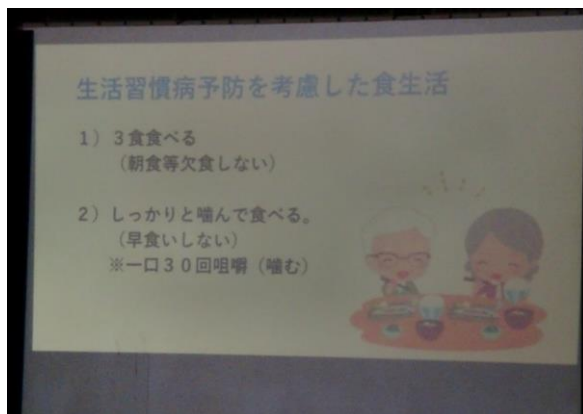 生活習慣病予防を考慮した食生活
1）３食食べる
（朝食等欠食しない）
2）しっかりと噛んで食べる。
（早食いしない）
※一口３０回咀嚼（噛む）